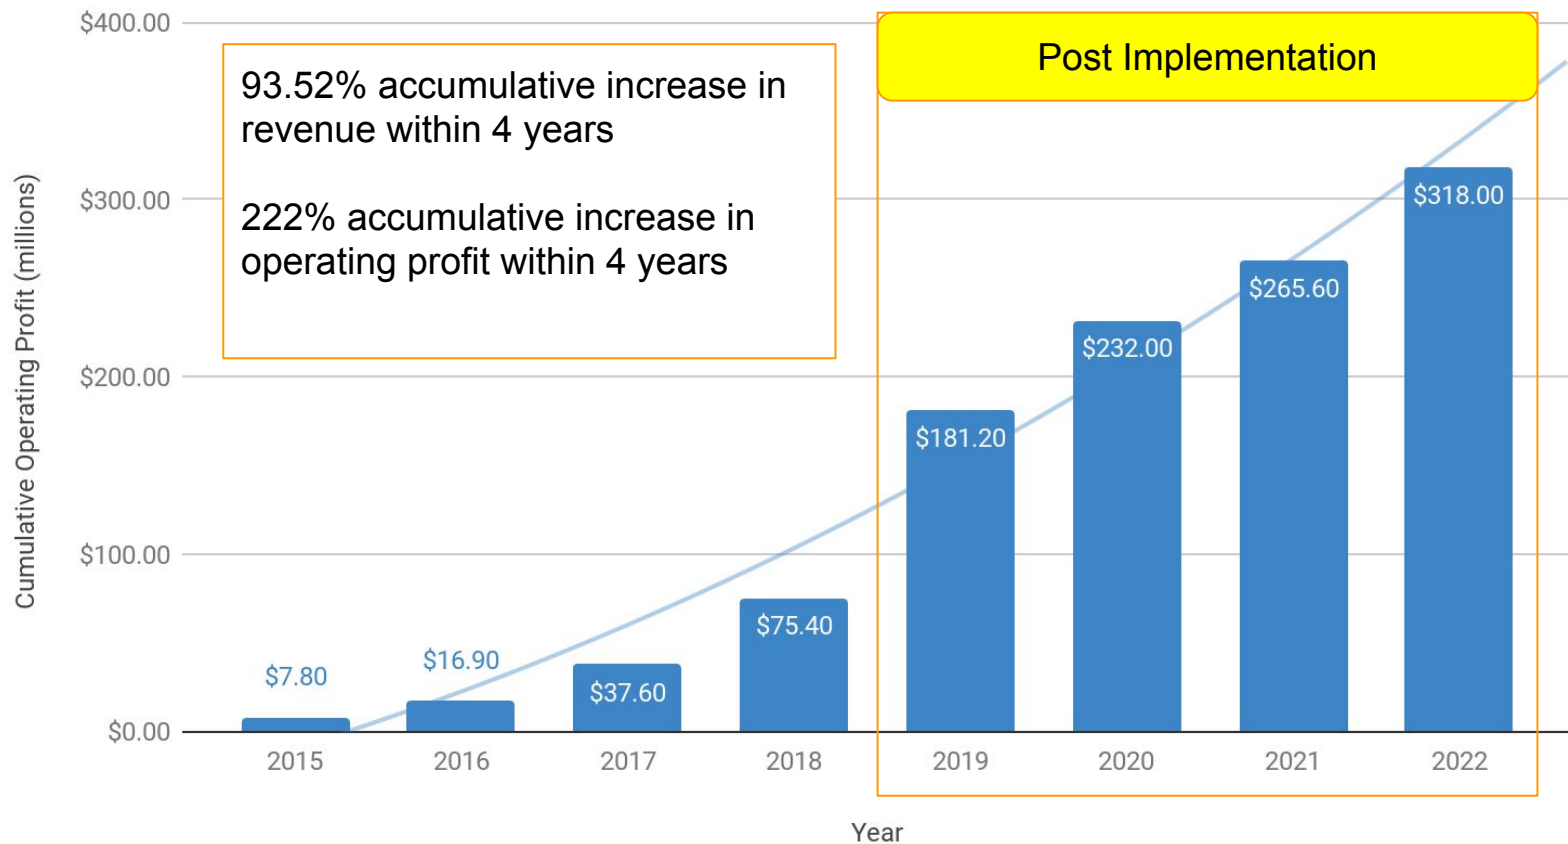 $400.00
Post Implementation
93.52% accumulative increase in
revenue within 4 years
222% accumulative increase in
operating profit within 4 years
Cumulative Operating Profit (millions)
$300.00
$200.00
$100.00
$0.00
$7.80
$16.90
$37.60
$75.40
$181.20
$232.00
$265.60
$318.00
2015 2016 2017 2018 2019 2020 2021 2022
Year